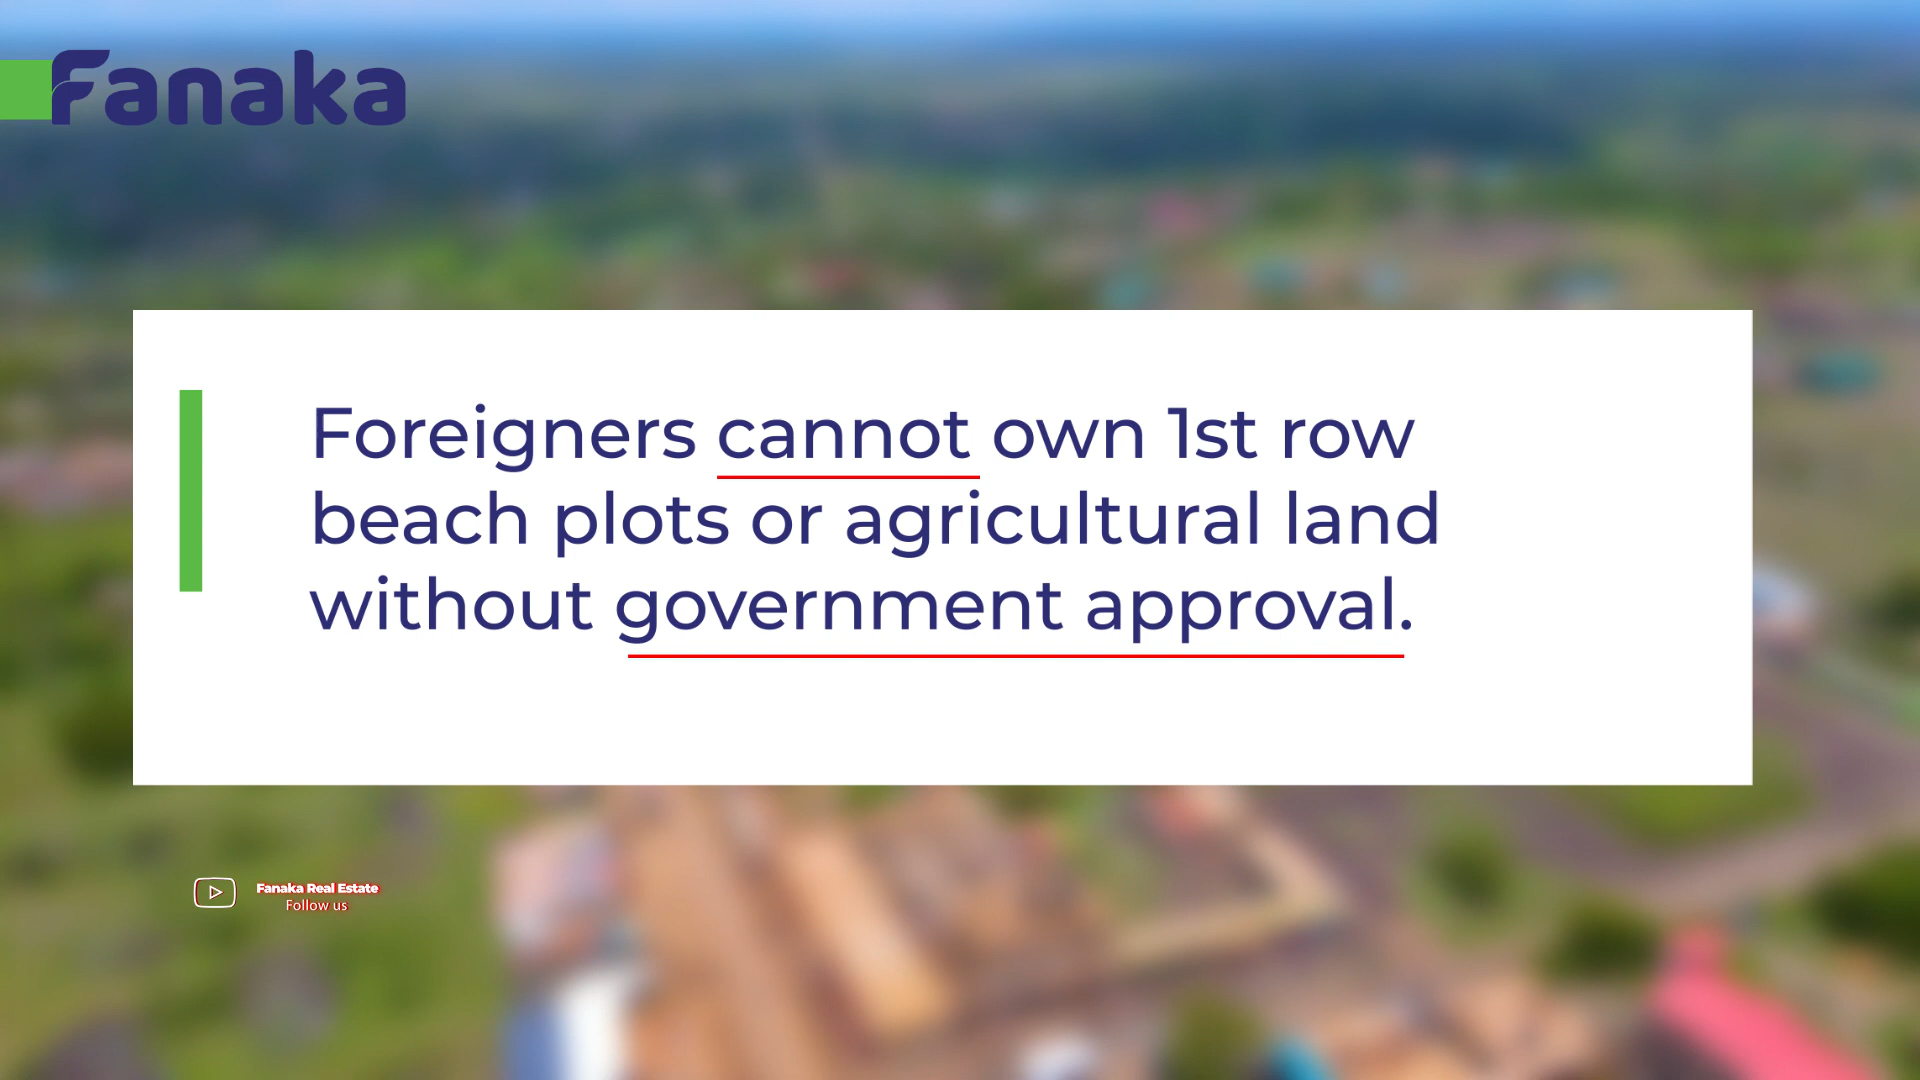 Fanaka
Foreigners cannot own 1st row
beach plots or agricultural land
without government approval.
Fanaka Real Estate
Follow us